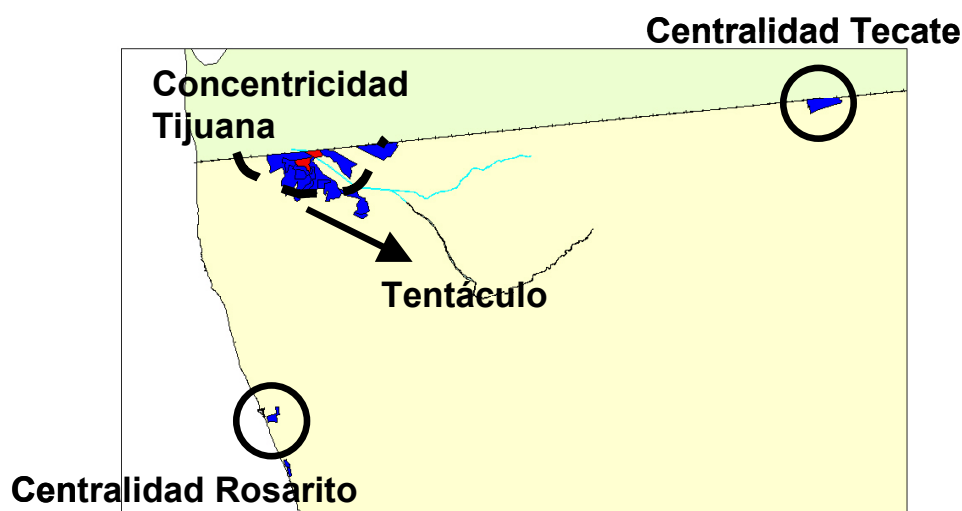 Centralidad Tecate
Concentricidad
Tijuana
Tentáculo
Centralidad Rosarito